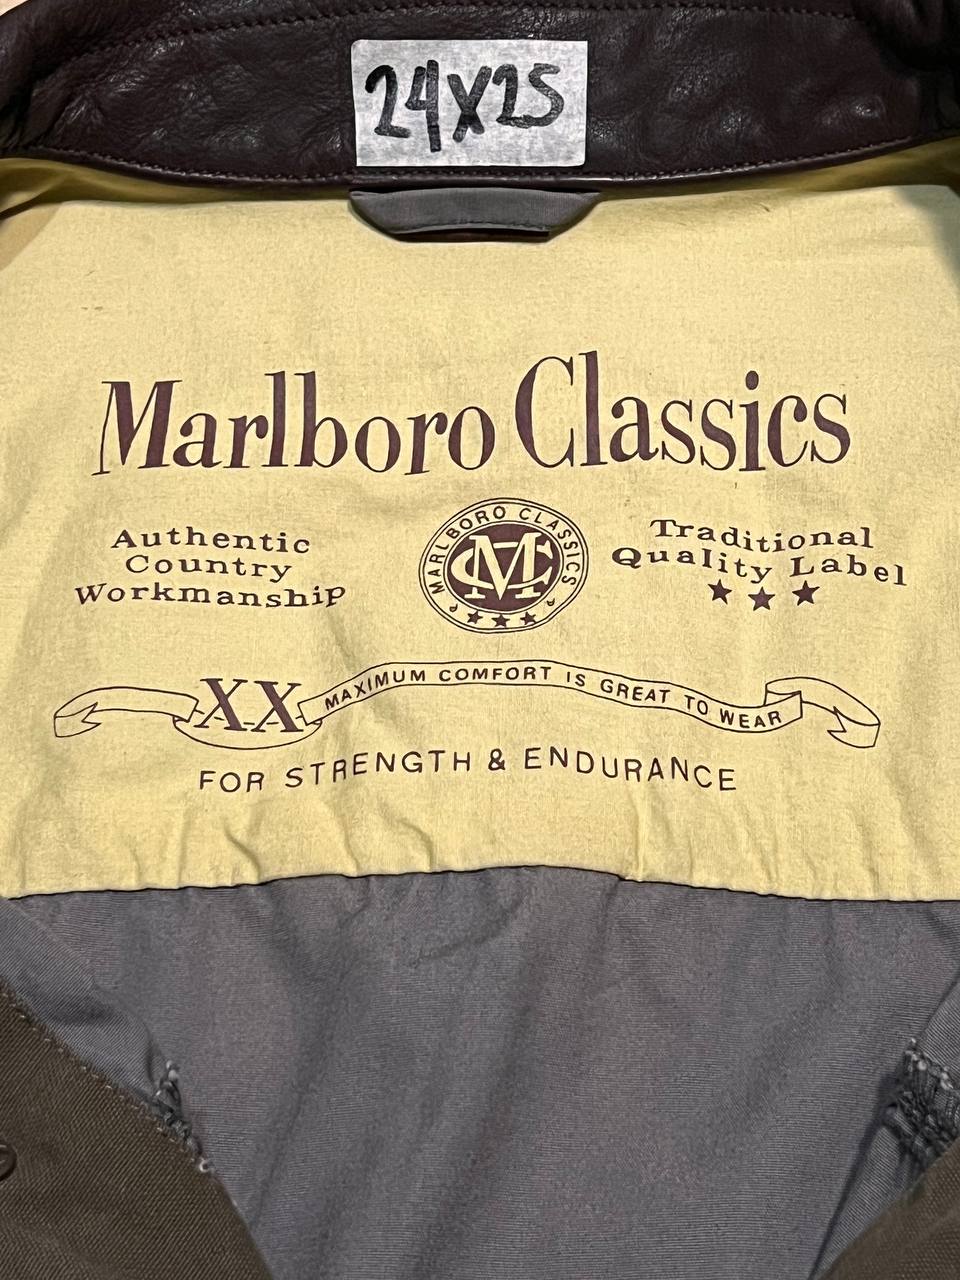 24X25
Marlboro Classics
Authentic
Country
Workmanship
MARLBORO CLASSICS
MC
Traditional
Quality Label
XX MAXIMUM COMFORT IS GREAT TO WEAR
FOR STRENGTH & ENDURANCE